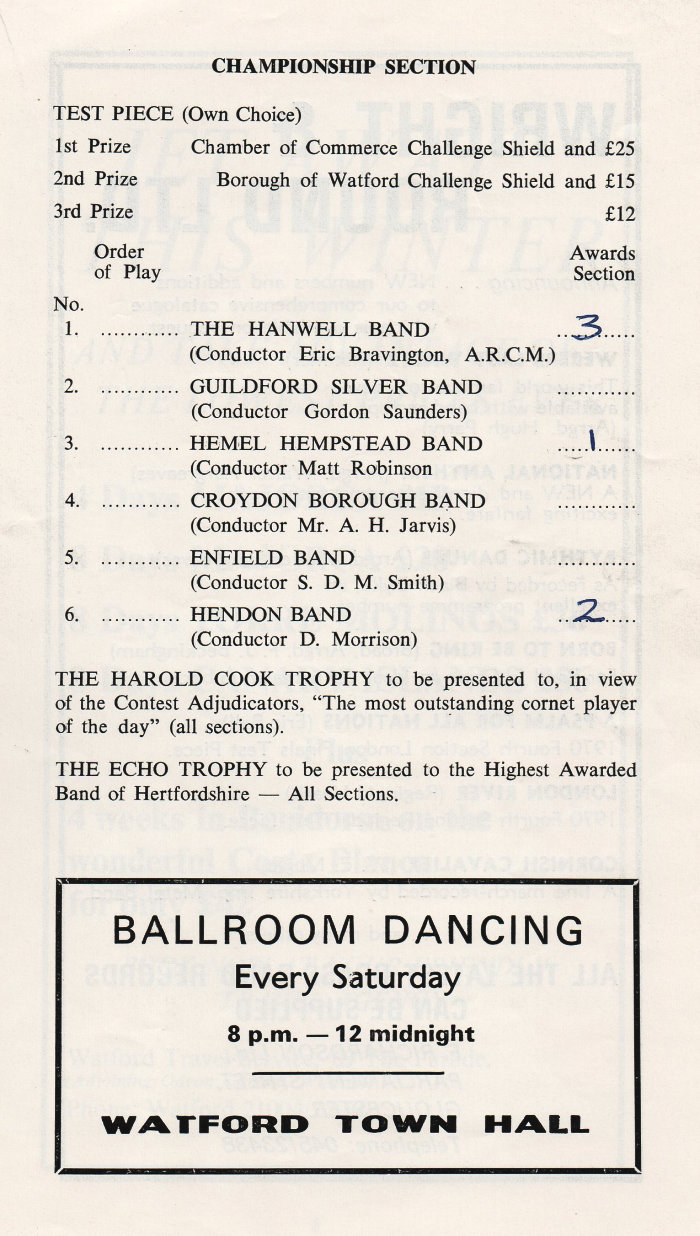 CHAMPIONSHIP SECTION
TEST PIECE (Own Choice)
1st Prize Chamber of Commerce Challenge Shield and £25
2nd Prize Borough of Watford Challenge Shield and £15
3rd Prize £12
Order Awards
of Play Section
No.
1. ............ THE HANWELL BAND ...3......
(Conductor Eric Bravington, A.R.C.M.)
2. ............ GUILDFORD SILVER BAND ............
(Conductor Gordon Saunders)
3. ............ HEMEL HEMPSTEAD BAND ...1......
(Conductor Matt Robinson
4. ............ CROYDON BOROUGH BAND ............
(Conductor Mr. A. H. Jarvis)
5. ............ ENFIELD BAND ............
(Conductor S. D. M. Smith)
6. ............ HENDON BAND ...2......
(Conductor D. Morrison)
THE HAROLD COOK TROPHY to be presented to, in view
of the Contest Adjudicators, “The most outstanding cornet player
of the day” (all sections).
THE ECHO TROPHY to be presented to the Highest Awarded
Band of Hertfordshire — All Sections.
BALLROOM DANCING
Every Saturday
8 p.m. — 12 midnight
WATFORD TOWN HALL